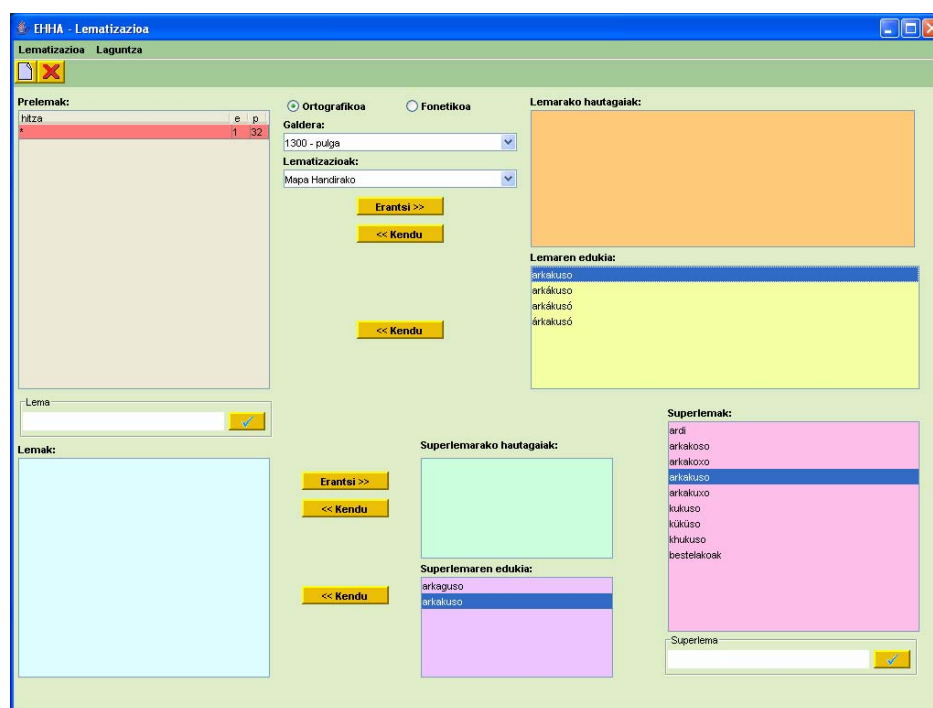 EHHA - Lematizazioa
Lematizazioa Laguntza
Prelemak:
hitza e p
* 1 32
Ortografikoa Fonetikoa
Galdera:
1300 - pulga
Lematizazioak:
Mapa Handirako
Erantsi >>
<< Kendu
<< Kendu
Lemarako hautagaiak:
Lemaren edukia:
arkakuso
arkákuso
arkákusó
árkakusó
Lema
Lemak:
Erantsi >>
<< Kendu
<< Kendu
Superlemarako hautagaiak:
Superlemaren edukia:
arkaguso
arkakuso
Superlemak:
ardi
arkakoso
arkakoxo
arkakuso
arkakuxo
kukuso
küküso
khukuso
bestelakoak
Superlema